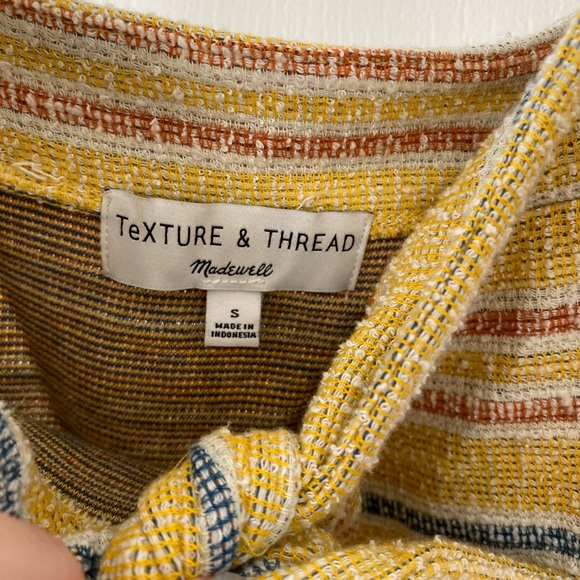 TeXTURE & THREAD
Madewell
S
MADE IN
INDONESIA